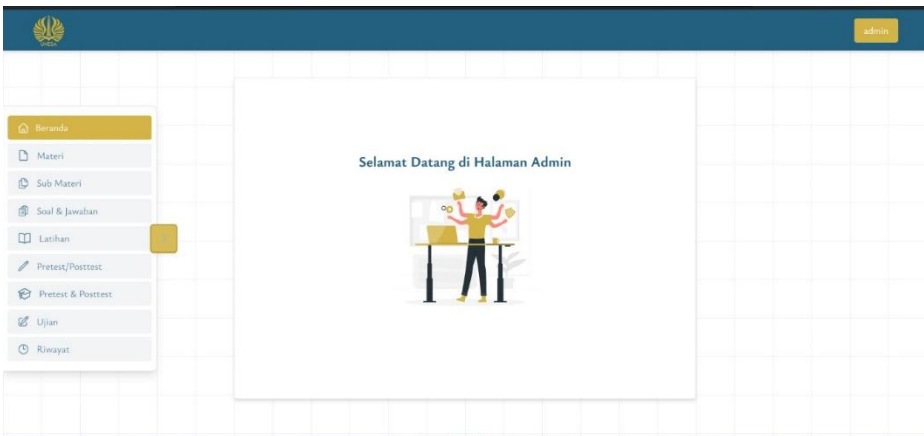 UNESA
admin
Beranda
Materi
Sub Materi
Soal & Jawaban
Latihan
Pretest/Posttest
Pretest & Posttest
Ujian
Riwayat
Selamat Datang di Halaman Admin